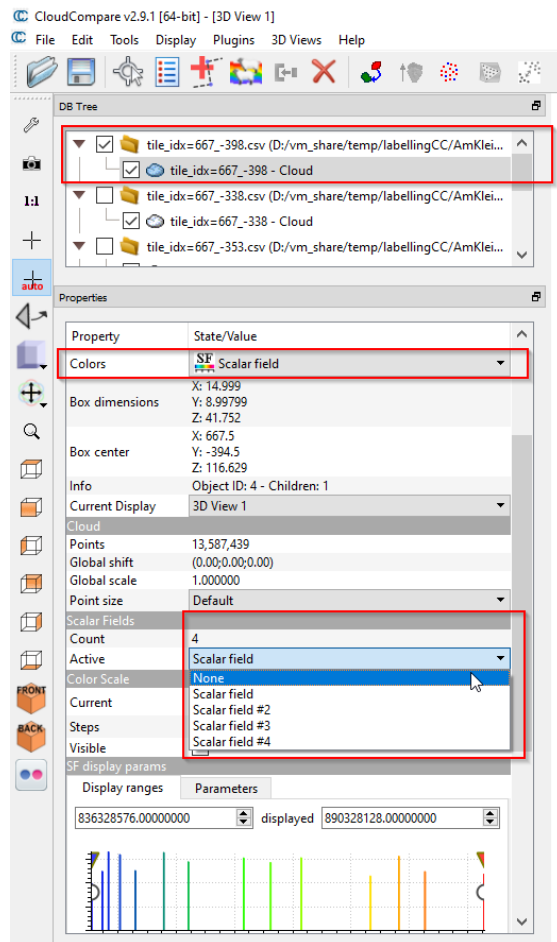 CloudCompare v2.9.1 [64-bit] - [3D View 1]
File Edit Tools Display Plugins 3D Views Help
DB Tree
tile_idx=667_-398.csv (D:/vm_share/temp/labellingCC/AmKlei...
tile_idx=667_-398 - Cloud
tile_idx=667_-338.csv (D:/vm_share/temp/labellingCC/AmKlei...
tile_idx=667_-338 - Cloud
tile_idx=667_-353.csv (D:/vm_share/temp/labellingCC/AmKlei...
1:1
auto
Properties
Property State/Value
Colors SF Scalar field
Box dimensions
X: 14.999
Y: 8.99799
Z: 41.752
Box center
X: 667.5
Y: -394.5
Z: 116.629
Info Object ID: 4 - Children: 1
Current Display 3D View 1
Cloud
Points 13,587,439
Global shift (0.00;0.00;0.00)
Global scale 1.000000
Point size Default
Scalar Fields
Count 4
Active Scalar field
None
Scalar field
Scalar field #2
Scalar field #3
Scalar field #4
Color Scale
Current
Steps
Visible
SF display params
Display ranges Parameters
836328576.00000000 displayed 890328128.00000000
FRONT
BACK